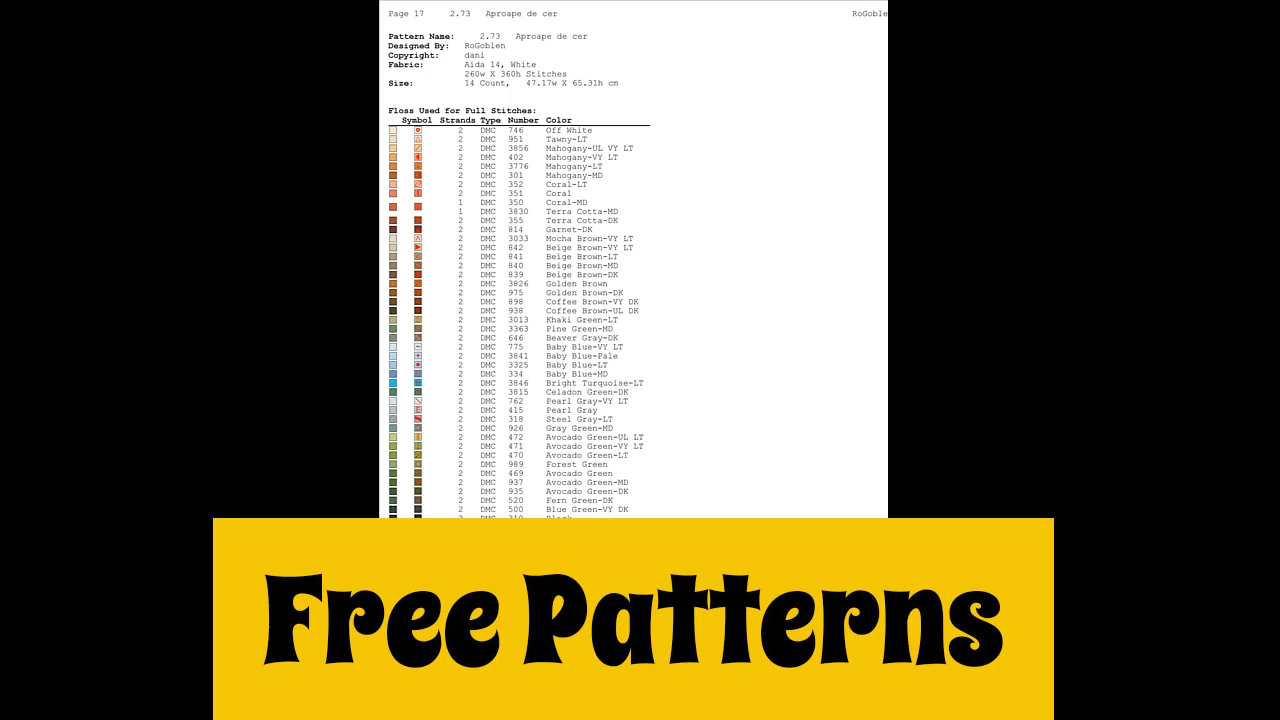 Page 17 2.73 Aproape de cer RoGoble
Pattern Name: 2.73 Aproape de cer
Designed By: RoGoblen
Copyright: dani
Fabric: Aida 14, White
260w X 360h Stitches
Size: 14 Count, 47.17w X 65.31h cm
Floss Used for Full Stitches:
Symbol Strands Type Number Color
2 DMC 746 Off White
2 DMC 951 Tawny-LT
2 DMC 3856 Mahogany-UL VY LT
2 DMC 402 Mahogany-VY LT
2 DMC 3776 Mahogany-LT
2 DMC 301 Mahogany-MD
2 DMC 352 Coral-LT
2 DMC 351 Coral
1 DMC 350 Coral-MD
1 DMC 3830 Terra Cotta-MD
2 DMC 355 Terra Cotta-DK
2 DMC 814 Garnet-DK
2 DMC 3033 Mocha Brown-VY LT
2 DMC 842 Beige Brown-VY LT
2 DMC 841 Beige Brown-LT
2 DMC 840 Beige Brown-MD
2 DMC 839 Beige Brown-DK
2 DMC 3826 Golden Brown
2 DMC 975 Golden Brown-DK
2 DMC 898 Coffee Brown-VY DK
2 DMC 938 Coffee Brown-UL DK
2 DMC 3013 Khaki Green-LT
2 DMC 3363 Pine Green-MD
2 DMC 646 Beaver Gray-DK
2 DMC 775 Baby Blue-VY LT
2 DMC 3841 Baby Blue-Pale
2 DMC 3325 Baby Blue-LT
2 DMC 334 Baby Blue-MD
2 DMC 3846 Bright Turquoise-LT
2 DMC 3815 Celadon Green-DK
2 DMC 762 Pearl Gray-VY LT
2 DMC 415 Pearl Gray
2 DMC 318 Steel Gray-LT
2 DMC 926 Gray Green-MD
2 DMC 472 Avocado Green-UL LT
2 DMC 471 Avocado Green-VY LT
2 DMC 470 Avocado Green-LT
2 DMC 989 Forest Green
2 DMC 469 Avocado Green
2 DMC 937 Avocado Green-MD
2 DMC 935 Avocado Green-DK
2 DMC 520 Fern Green-DK
2 DMC 500 Blue Green-VY DK
Free Patterns